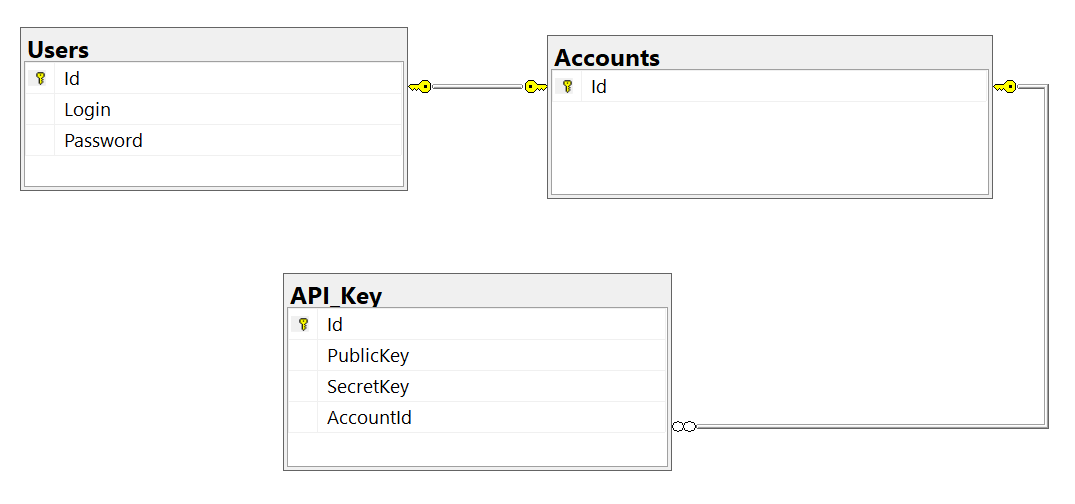 Users
Id
Login
Password
Accounts
Id
API_Key
Id
PublicKey
SecretKey
AccountId